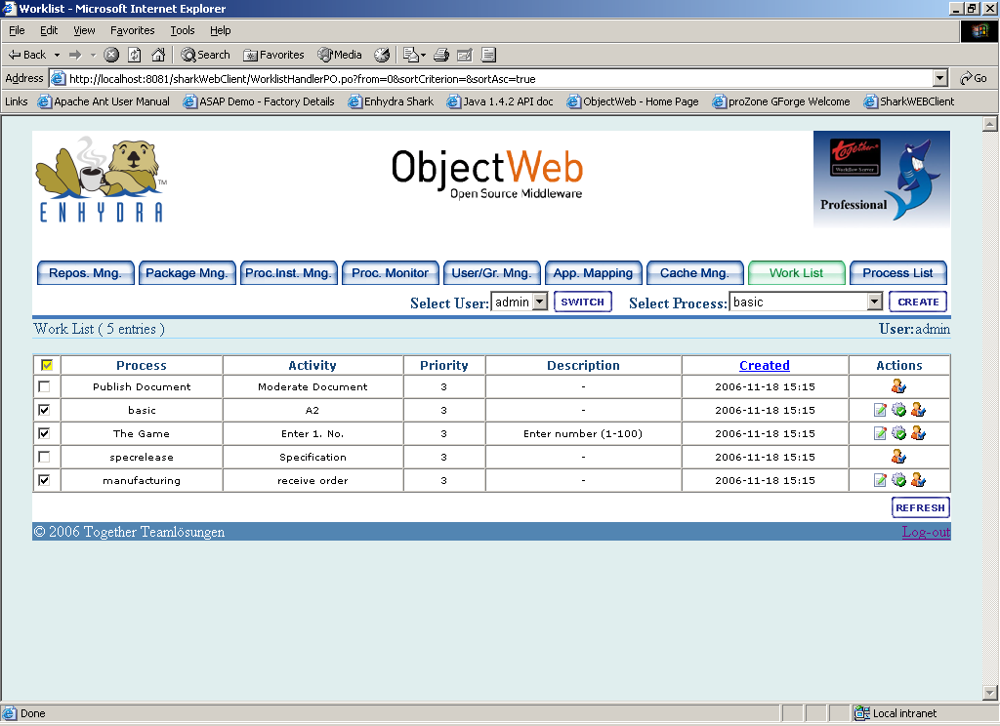 Worklist - Microsoft Internet Explorer
File Edit View Favorites Tools Help
Back Search Favorites Media
Address http://localhost:8081/sharkWebClient/WorklistHandlerPO.po?from=0&sortCriterion=&sortAsc=true Go
Links Apache Ant User Manual ASAP Demo - Factory Details Enhydra Shark Java 1.4.2 API doc ObjectWeb - Home Page proZone GForge Welcome SharkWEBClient
TM
ENHYDRA
ObjectWeb
Open Source Middleware
Together
Workflow Server
Professional
Repos. Mng. Package Mng. Proc.Inst. Mng. Proc. Monitor User/Gr. Mng. App. Mapping Cache Mng. Work List Process List
Select User: admin SWITCH Select Process: basic CREATE
Work List ( 5 entries ) User:admin
Process Activity Priority Description Created Actions
Publish Document Moderate Document 3 - 2006-11-18 15:15
basic A2 3 - 2006-11-18 15:15
The Game Enter 1. No. 3 Enter number (1-100) 2006-11-18 15:15
specrelease Specification 3 - 2006-11-18 15:15
manufacturing receive order 3 - 2006-11-18 15:15
REFRESH
© 2006 Together Teamlösungen Log-out
Done Local intranet